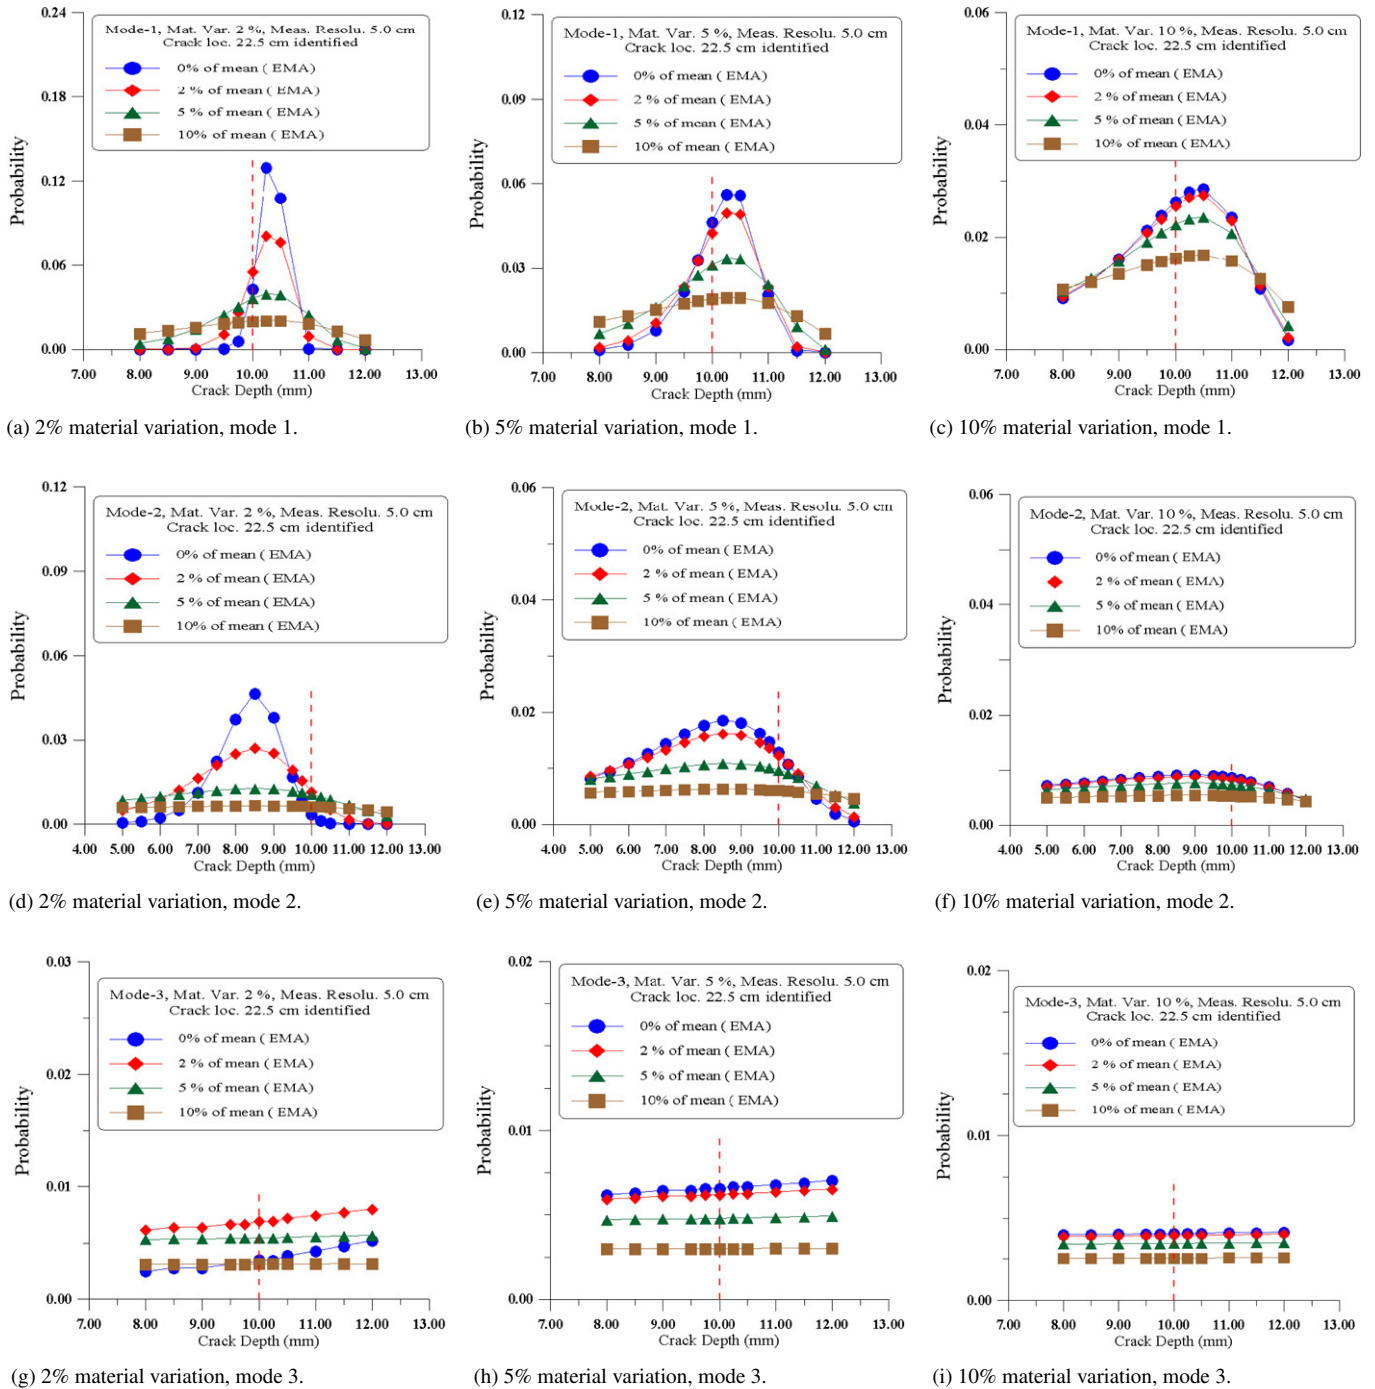 0.24
0.18
0.12
0.06
0.00
Probability
Mode-1, Mat. Var. 2 %, Meas. Resolu. 5.0 cm
Crack loc. 22.5 cm identified
0% of mean ( EMA)
2 % of mean ( EMA)
5 % of mean ( EMA)
10% of mean ( EMA)
7.00 8.00 9.00 10.00 11.00 12.00 13.00
Crack Depth (mm)
(a) 2% material variation, mode 1.
0.12
0.09
0.06
0.03
0.00
Probability
Mode-1, Mat. Var. 5 %, Meas. Resolu. 5.0 cm
Crack loc. 22.5 cm identified
0% of mean ( EMA)
2 % of mean ( EMA)
5 % of mean ( EMA)
10% of mean ( EMA)
7.00 8.00 9.00 10.00 11.00 12.00 13.00
Crack Depth (mm)
(b) 5% material variation, mode 1.
0.06
0.04
0.02
0.00
Probability
Mode-1, Mat. Var. 10 %, Meas. Resolu. 5.0 cm
Crack loc. 22.5 cm identified
0% of mean ( EMA)
2 % of mean ( EMA)
5 % of mean ( EMA)
10% of mean ( EMA)
7.00 8.00 9.00 10.00 11.00 12.00 13.00
Crack Depth (mm)
(c) 10% material variation, mode 1.
0.12
0.09
0.06
0.03
0.00
Probability
Mode-2, Mat. Var. 2 %, Meas. Resolu. 5.0 cm
Crack loc. 22.5 cm identified
0% of mean ( EMA)
2 % of mean ( EMA)
5 % of mean ( EMA)
10% of mean ( EMA)
4.00 5.00 6.00 7.00 8.00 9.00 10.00 11.00 12.00 13.00
Crack Depth (mm)
(d) 2% material variation, mode 2.
0.06
0.04
0.02
0.00
Probability
Mode-2, Mat. Var. 5 %, Meas. Resolu. 5.0 cm
Crack loc. 22.5 cm identified
0% of mean ( EMA)
2 % of mean ( EMA)
5 % of mean ( EMA)
10% of mean ( EMA)
4.00 5.00 6.00 7.00 8.00 9.00 10.00 11.00 12.00 13.00
Crack Depth (mm)
(e) 5% material variation, mode 2.
0.06
0.04
0.02
0.00
Probability
Mode-2, Mat. Var. 10 %, Meas. Resolu. 5.0 cm
Crack loc. 22.5 cm identified
0% of mean ( EMA)
2 % of mean ( EMA)
5 % of mean ( EMA)
10% of mean ( EMA)
4.00 5.00 6.00 7.00 8.00 9.00 10.00 11.00 12.00 13.00
Crack Depth (mm)
(f) 10% material variation, mode 2.
0.03
0.02
0.01
0.00
Probability
Mode-3, Mat. Var. 2 %, Meas. Resolu. 5.0 cm
Crack loc. 22.5 cm identified
0% of mean ( EMA)
2 % of mean ( EMA)
5 % of mean ( EMA)
10% of mean ( EMA)
7.00 8.00 9.00 10.00 11.00 12.00 13.00
Crack Depth (mm)
(g) 2% material variation, mode 3.
0.02
0.01
0.00
Probability
Mode-3, Mat. Var. 5 %, Meas. Resolu. 5.0 cm
Crack loc. 22.5 cm identified
0% of mean ( EMA)
2 % of mean ( EMA)
5 % of mean ( EMA)
10% of mean ( EMA)
7.00 8.00 9.00 10.00 11.00 12.00 13.00
Crack Depth (mm)
(h) 5% material variation, mode 3.
0.02
0.01
0.00
Probability
Mode-3, Mat. Var. 10 %, Meas. Resolu. 5.0 cm
Crack loc. 22.5 cm identified
0% of mean ( EMA)
2 % of mean ( EMA)
5 % of mean ( EMA)
10% of mean ( EMA)
7.00 8.00 9.00 10.00 11.00 12.00 13.00
Crack Depth (mm)
(i) 10% material variation, mode 3.